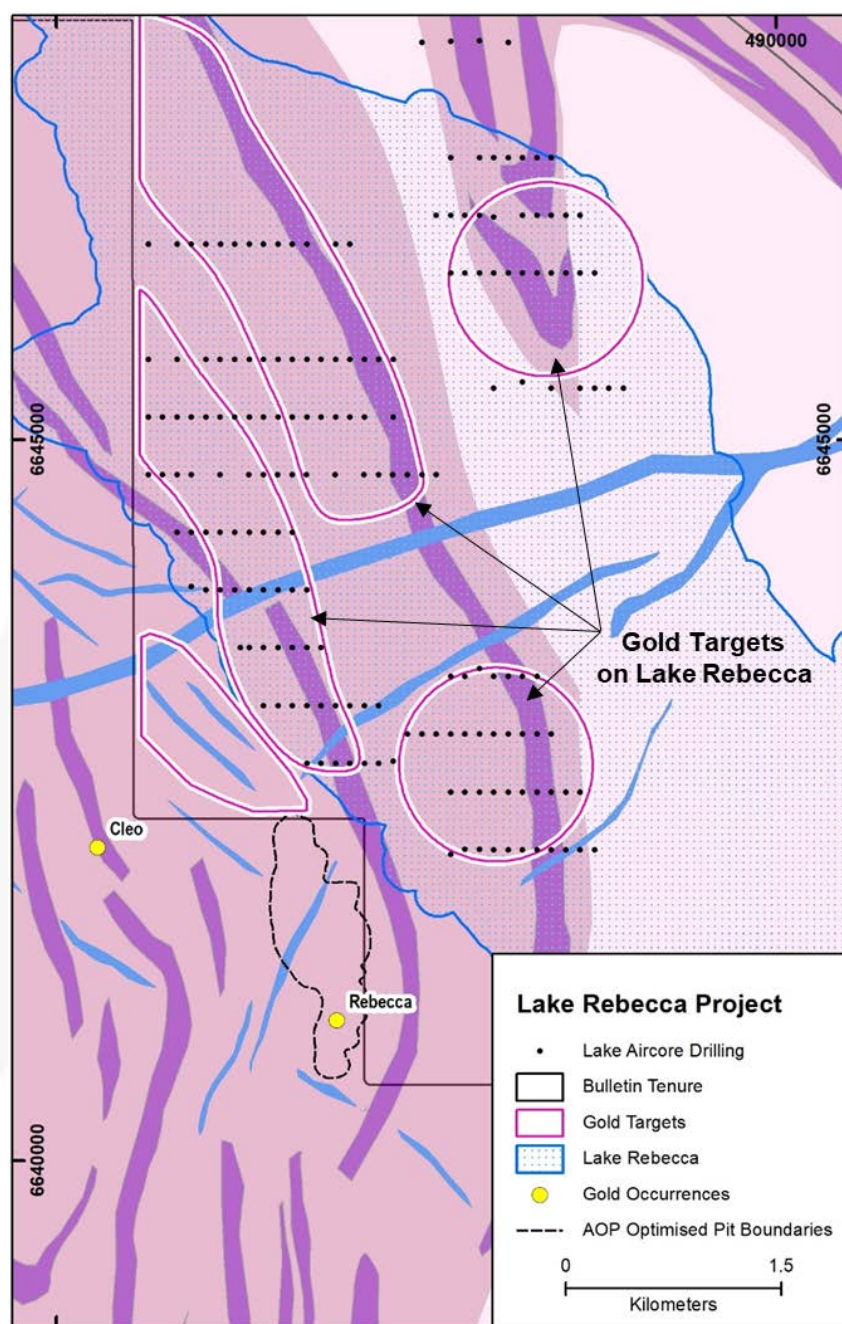 490000
6645000
6645000
Gold Targets
on Lake Rebecca
Cleo
Rebecca
6640000
Lake Rebecca Project
Lake Aircore Drilling
Bulletin Tenure
Gold Targets
Lake Rebecca
Gold Occurrences
AOP Optimised Pit Boundaries
0 1.5
Kilometers